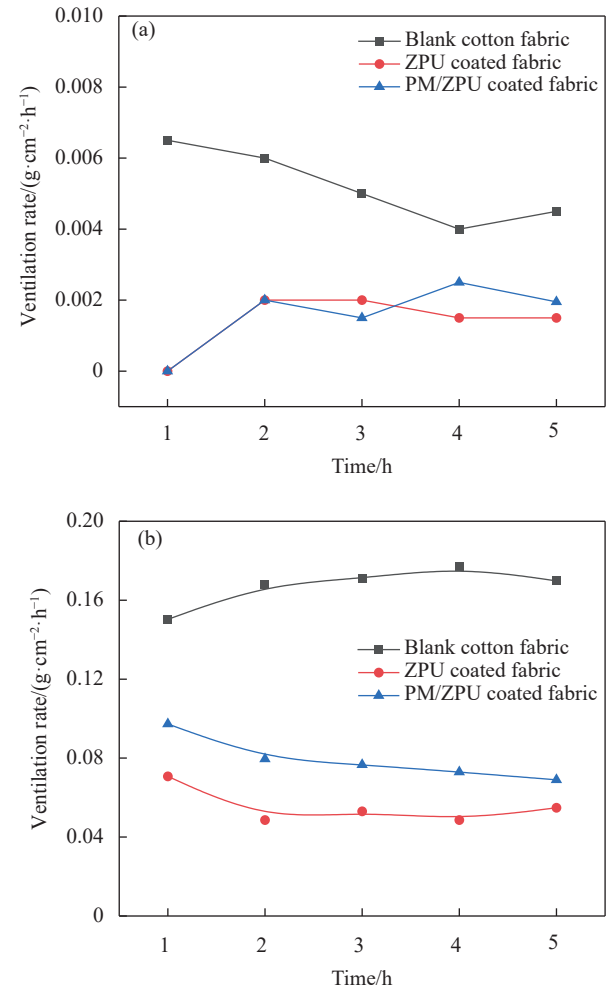 0.010
(a)
Blank cotton fabric
ZPU coated fabric
PM/ZPU coated fabric
0.008
0.006
0.004
0.002
0
Ventilation rate/(g·cm⁻²·h⁻¹)
1 2 3 4 5
Time/h
0.20
(b)
0.16
Blank cotton fabric
ZPU coated fabric
PM/ZPU coated fabric
0.12
0.08
0.04
0
Ventilation rate/(g·cm⁻²·h⁻¹)
1 2 3 4 5
Time/h